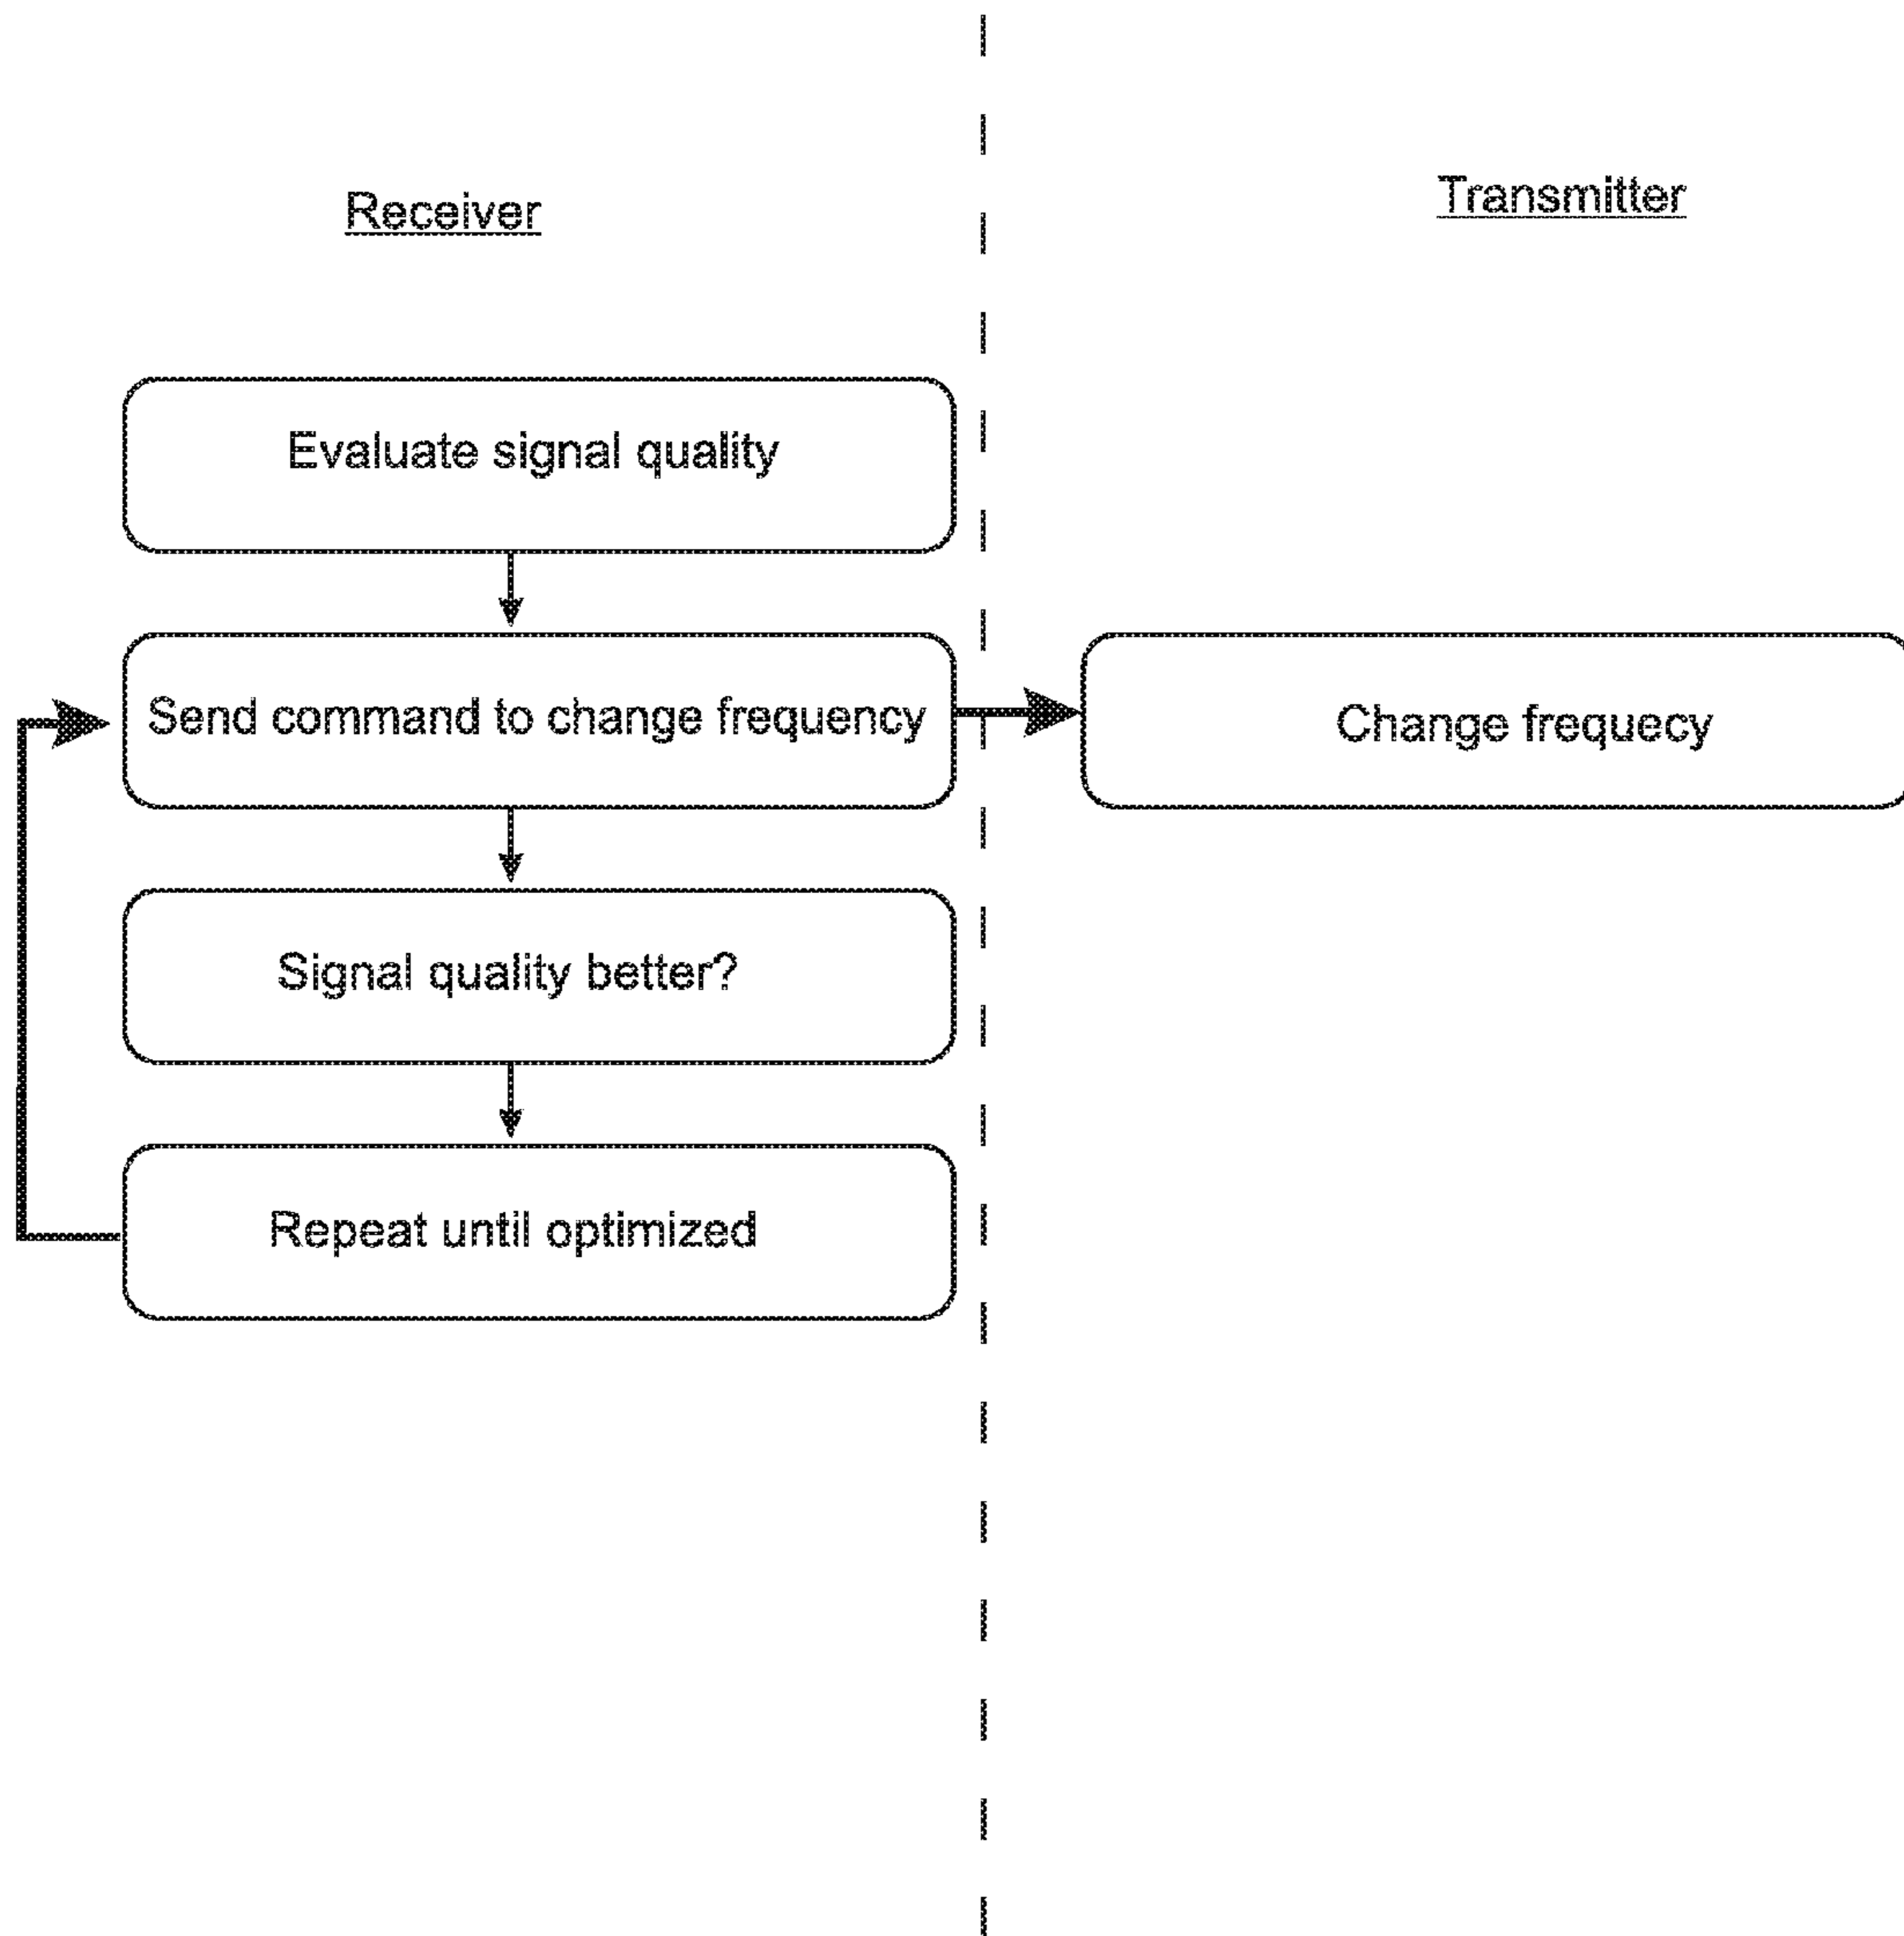 Receiver
Transmitter
Evaluate signal quality
Send command to change frequency
Change frequecy
Signal quality better?
Repeat until optimized